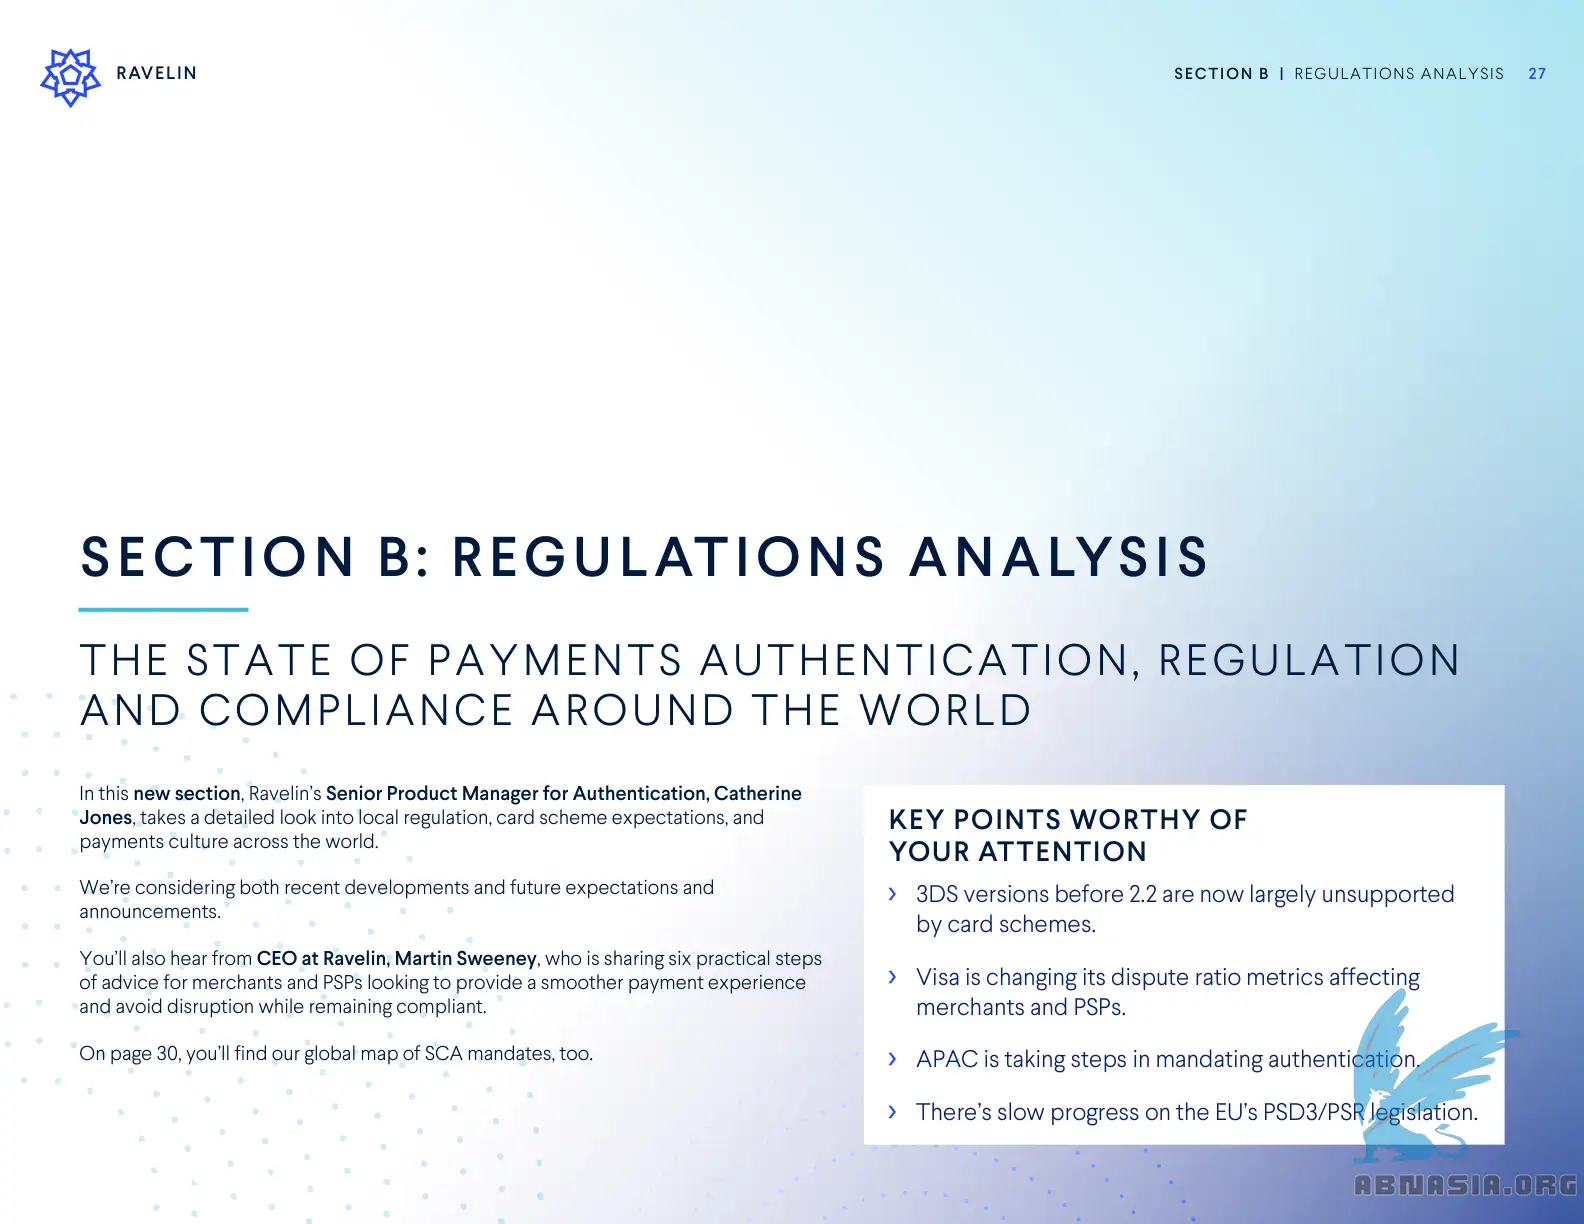 RAVELIN
SECTION B | REGULATIONS ANALYSIS 27
SECTION B: REGULATIONS ANALYSIS
THE STATE OF PAYMENTS AUTHENTICATION, REGULATION
AND COMPLIANCE AROUND THE WORLD
In this new section, Ravelin's Senior Product Manager for Authentication, Catherine
Jones, takes a detailed look into local regulation, card scheme expectations, and
payments culture across the world.
We're considering both recent developments and future expectations and
announcements.
You'll also hear from CEO at Ravelin, Martin Sweeney, who is sharing six practical steps
of advice for merchants and PSPs looking to provide a smoother payment experience
and avoid disruption while remaining compliant.
On page 30, you'll find our global map of SCA mandates, too.
KEY POINTS WORTHY OF
YOUR ATTENTION
› 3DS versions before 2.2 are now largely unsupported
by card schemes.
› Visa is changing its dispute ratio metrics affecting
merchants and PSPs.
› APAC is taking steps in mandating authentication.
› There's slow progress on the EU's PSD3/PSR legislation.
ABNASIA.ORG